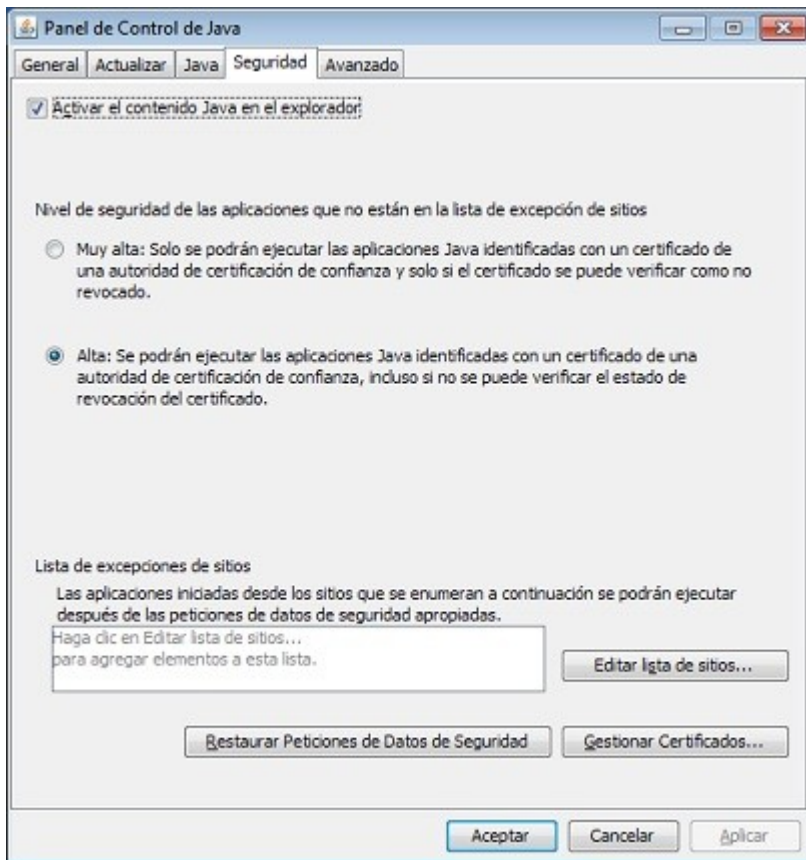 Panel de Control de Java
General Actualizar Java Seguridad Avanzado
Activar el contenido Java en el explorador
Nivel de seguridad de las aplicaciones que no están en la lista de excepción de sitios
Muy alta: Solo se podrán ejecutar las aplicaciones Java identificadas con un certificado de
una autoridad de certificación de confianza y solo si el certificado se puede verificar como no
revocado.
Alta: Se podrán ejecutar las aplicaciones Java identificadas con un certificado de una
autoridad de certificación de confianza, incluso si no se puede verificar el estado de
revocación del certificado.
Lista de excepciones de sitios
Las aplicaciones iniciadas desde los sitios que se enumeran a continuación se podrán ejecutar
después de las peticiones de datos de seguridad apropiadas.
Haga clic en Editar lista de sitios...
para agregar elementos a esta lista.
Editar lista de sitios...
Restaurar Peticiones de Datos de Seguridad Gestionar Certificados...
Aceptar Cancelar Aplicar